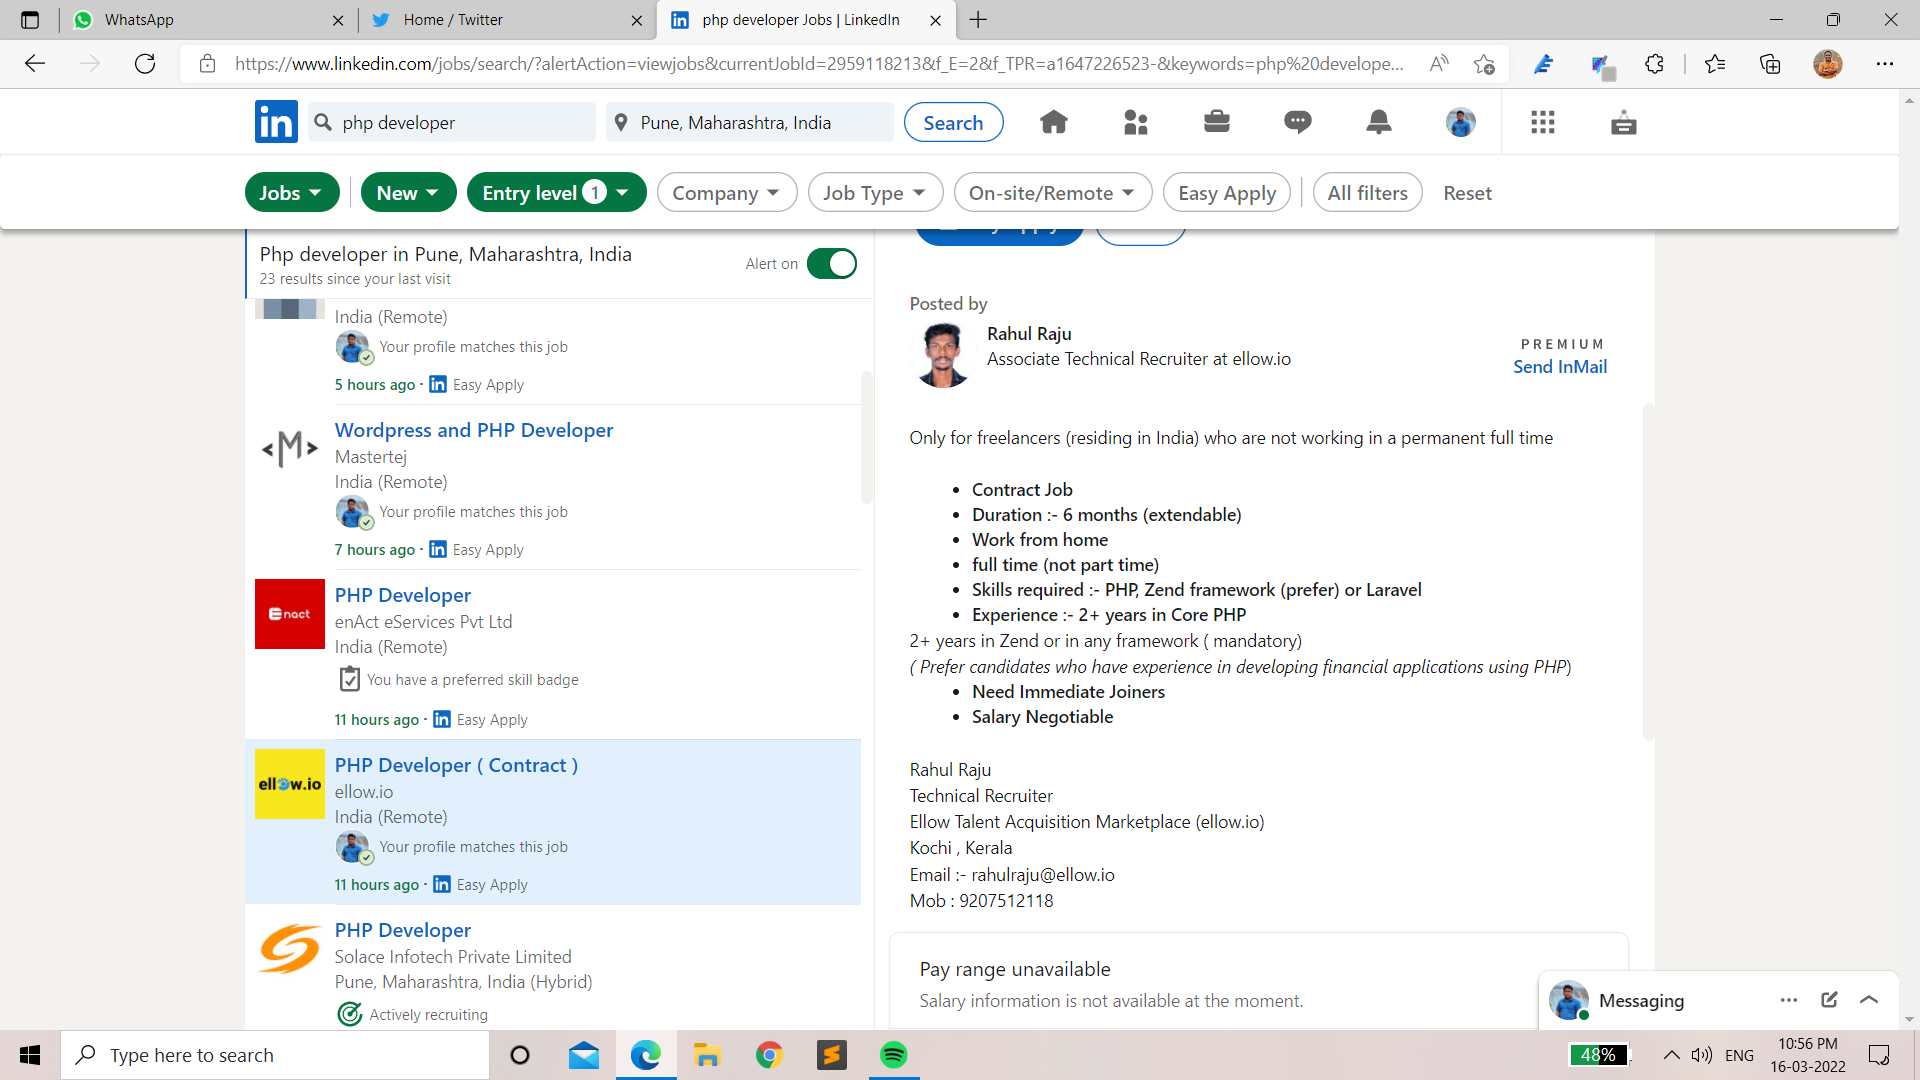 WhatsApp
Home / Twitter
php developer Jobs | LinkedIn
https://www.linkedin.com/jobs/search/?alertAction=viewjobs&currentJobId=2959118213&f_E=2&f_TPR=a1647226523-&keywords=php%20develope...
in
php developer
Pune, Maharashtra, India
Search
Jobs
New
Entry level 1
Company
Job Type
On-site/Remote
Easy Apply
All filters
Reset
Php developer in Pune, Maharashtra, India
23 results since your last visit
Alert on
India (Remote)
Your profile matches this job
5 hours ago · in Easy Apply
<M>
Wordpress and PHP Developer
Mastertej
India (Remote)
Your profile matches this job
7 hours ago · in Easy Apply
Enact
PHP Developer
enAct eServices Pvt Ltd
India (Remote)
You have a preferred skill badge
11 hours ago · in Easy Apply
ellow.io
PHP Developer ( Contract )
ellow.io
India (Remote)
Your profile matches this job
11 hours ago · in Easy Apply
PHP Developer
Solace Infotech Private Limited
Pune, Maharashtra, India (Hybrid)
Actively recruiting
Posted by
Rahul Raju
Associate Technical Recruiter at ellow.io
PREMIUM
Send InMail
Only for freelancers (residing in India) who are not working in a permanent full time
• Contract Job
• Duration :- 6 months (extendable)
• Work from home
• full time (not part time)
• Skills required :- PHP, Zend framework (prefer) or Laravel
• Experience :- 2+ years in Core PHP
2+ years in Zend or in any framework ( mandatory)
( Prefer candidates who have experience in developing financial applications using PHP)
• Need Immediate Joiners
• Salary Negotiable
Rahul Raju
Technical Recruiter
Ellow Talent Acquisition Marketplace (ellow.io)
Kochi , Kerala
Email :- rahulraju@ellow.io
Mob : 9207512118
Pay range unavailable
Salary information is not available at the moment.
Messaging
Type here to search
48%
ENG
10:56 PM
16-03-2022